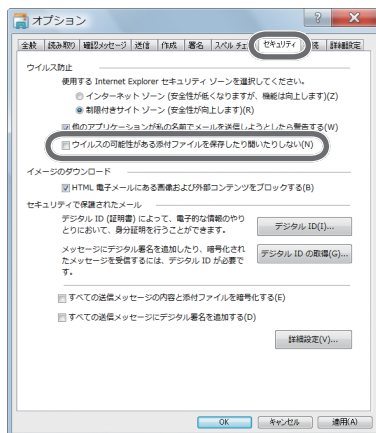 オプション
全般 読み取り 確認メッセージ 送信 作成 署名 スペル チェ セキュリティ 続 詳細設定
ウイルス防止
使用する Internet Explorer セキュリティ ゾーンを選択してください。
インターネット ゾーン (安全性が低くなりますが、機能は向上します)(Z)
制限付きサイト ゾーン (安全性が向上します)(R)
他のアプリケーションが私の名前でメールを送信しようとしたら警告する(W)
ウイルスの可能性がある添付ファイルを保存したり開いたりしない(N)
イメージのダウンロード
HTML 電子メールにある画像および外部コンテンツをブロックする(B)
セキュリティで保護されたメール
デジタル ID (証明書) によって、電子的な情報のやり
とりにおいて、身分証明を行うことができます。
デジタル ID(I)...
メッセージにデジタル署名を追加したり、暗号化され
たメッセージを受信するには、デジタル ID が必要で
す。
デジタル ID の取得(G)...
すべての送信メッセージの内容と添付ファイルを暗号化する(E)
すべての送信メッセージにデジタル署名を追加する(D)
詳細設定(V)...
OK キャンセル 適用(A)